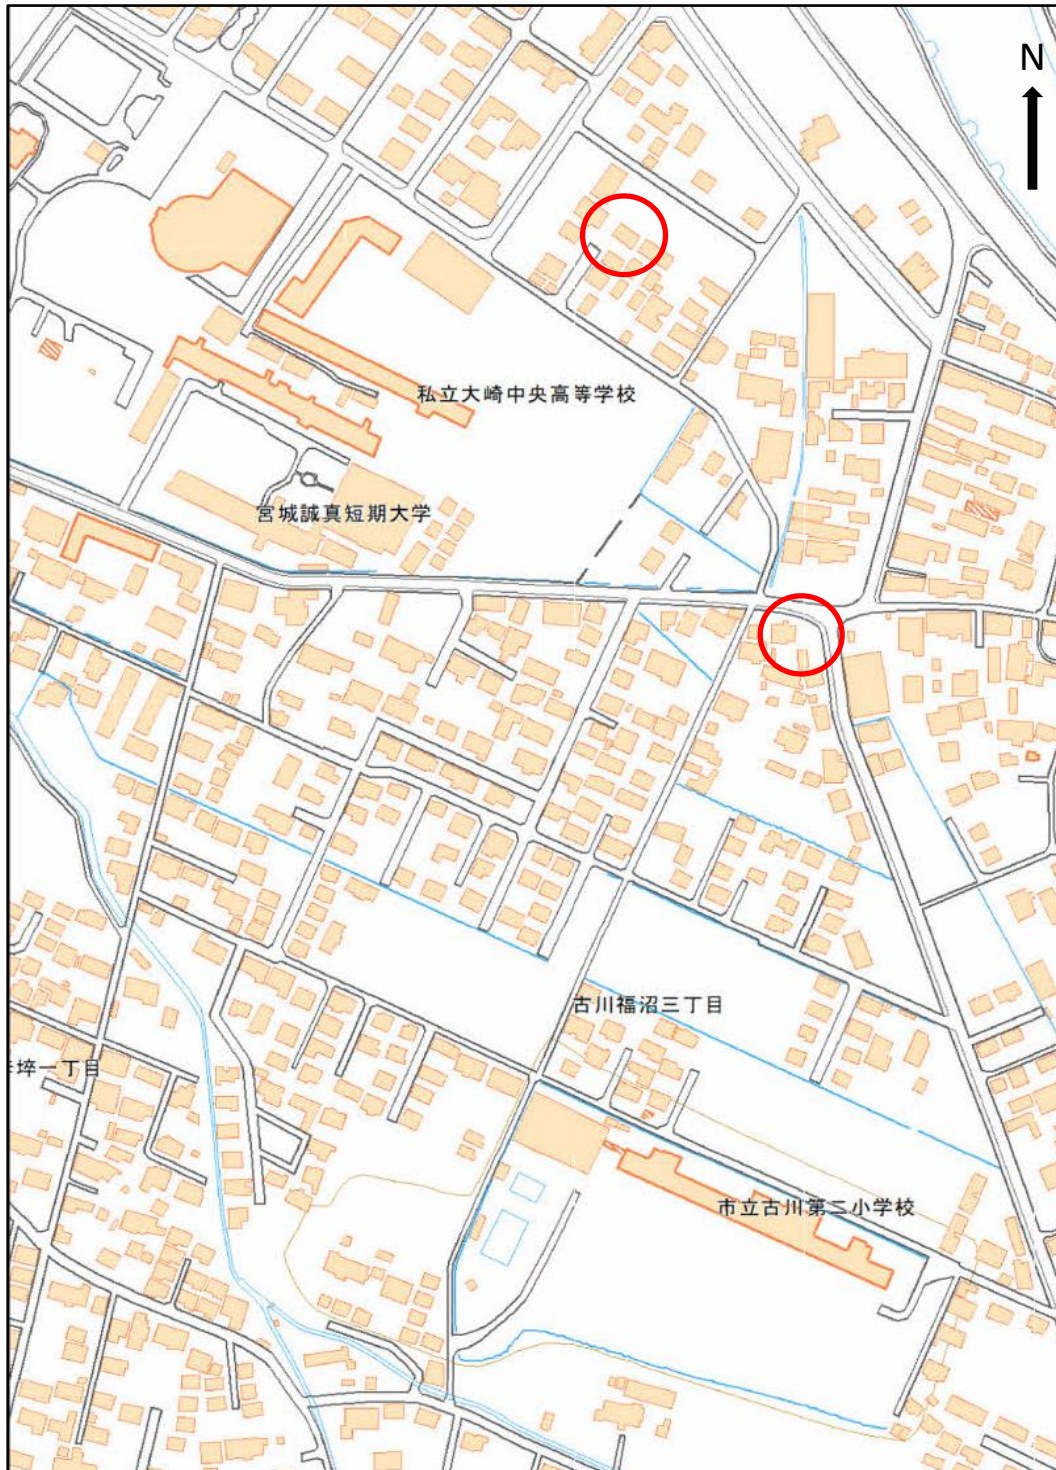 N
私立大崎中央高等学校
宮城誠真短期大学
古川福沼三丁目
埣一丁目
市立古川第二小学校